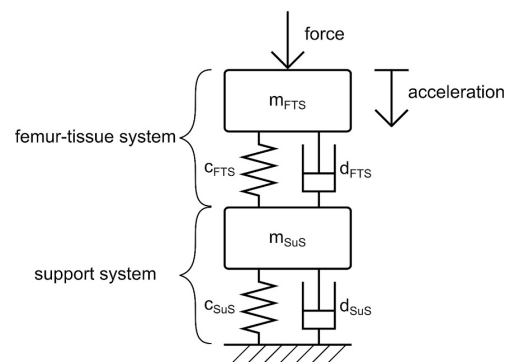 force
m_FTS
acceleration
femur-tissue system
c_FTS
d_FTS
m_SuS
support system
c_SuS
d_SuS